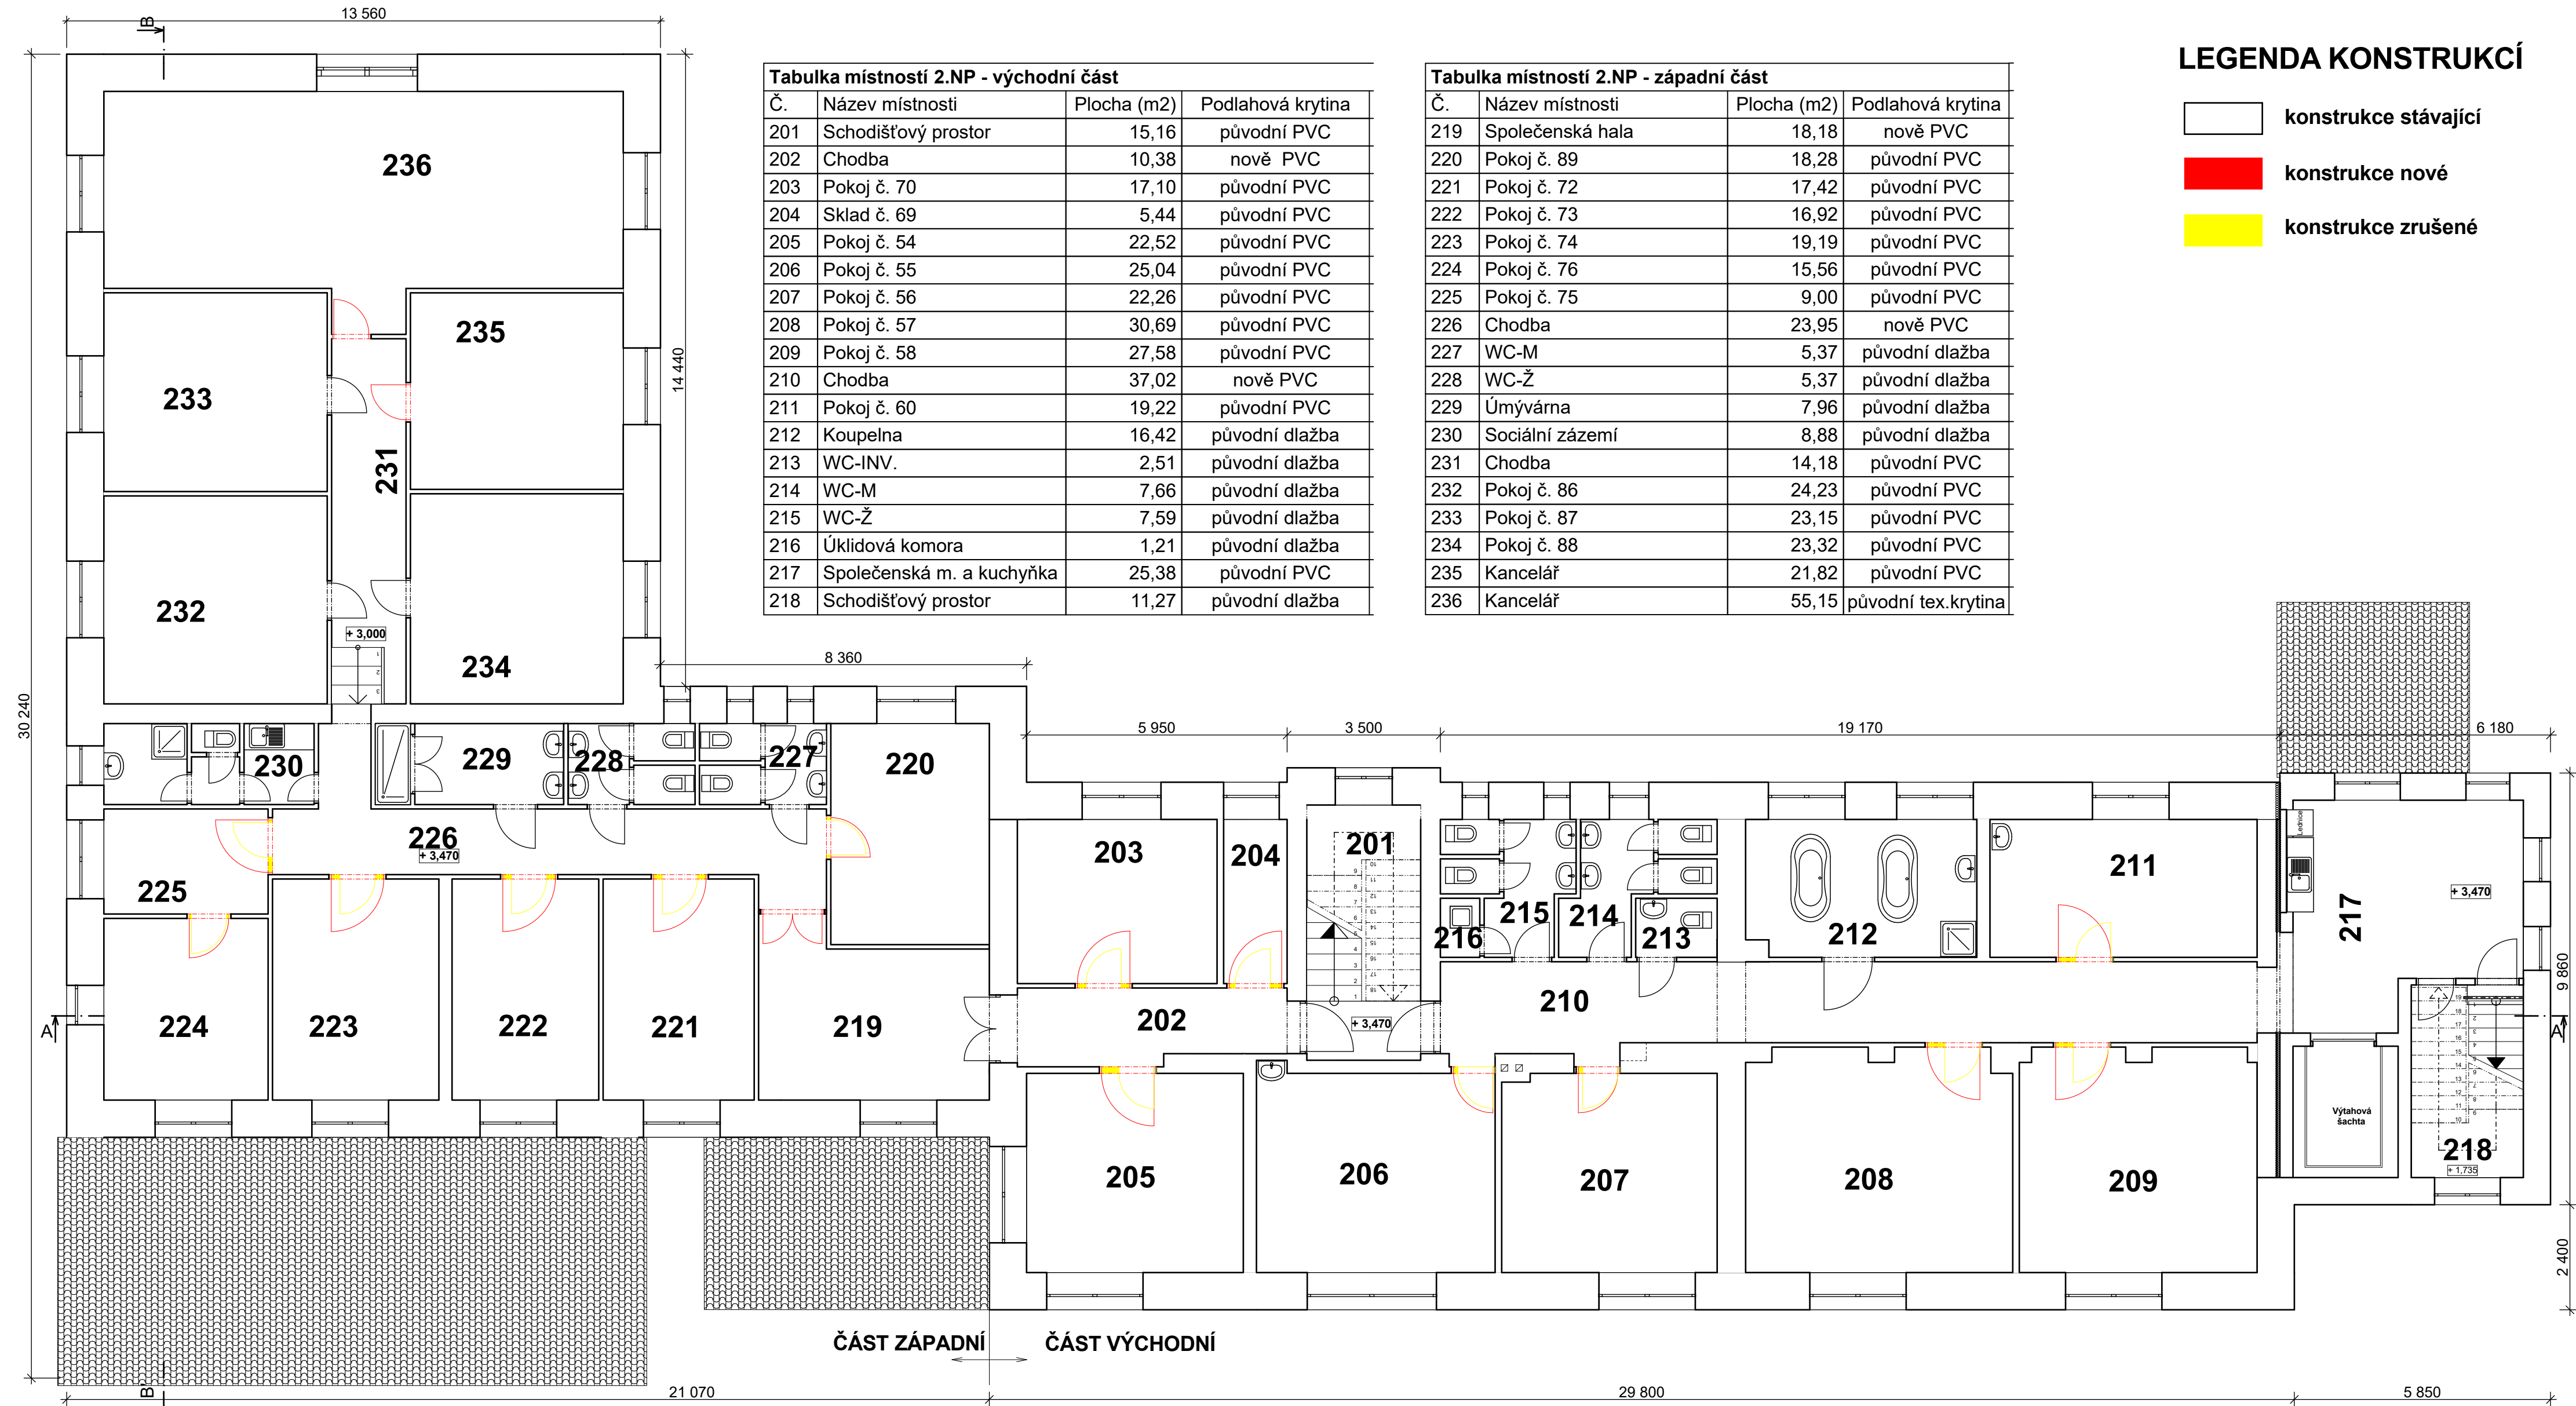 13 560
B
LEGENDA KONSTRUKCÍ
konstrukce stávající
konstrukce nové
konstrukce zrušené
Tabulka místností 2.NP - východní část
Č. Název místnosti Plocha (m2) Podlahová krytina
201 Schodišťový prostor 15,16 původní PVC
202 Chodba 10,38 nově PVC
203 Pokoj č. 70 17,10 původní PVC
204 Sklad č. 69 5,44 původní PVC
205 Pokoj č. 54 22,52 původní PVC
206 Pokoj č. 55 25,04 původní PVC
207 Pokoj č. 56 22,26 původní PVC
208 Pokoj č. 57 30,69 původní PVC
209 Pokoj č. 58 27,58 původní PVC
210 Chodba 37,02 nově PVC
211 Pokoj č. 60 19,22 původní PVC
212 Koupelna 16,42 původní dlažba
213 WC-INV. 2,51 původní dlažba
214 WC-M 7,66 původní dlažba
215 WC-Ž 7,59 původní dlažba
216 Úklidová komora 1,21 původní dlažba
217 Společenská m. a kuchyňka 25,38 původní PVC
218 Schodišťový prostor 11,27 původní dlažba
Tabulka místností 2.NP - západní část
Č. Název místnosti Plocha (m2) Podlahová krytina
219 Společenská hala 18,18 nově PVC
220 Pokoj č. 89 18,28 původní PVC
221 Pokoj č. 72 17,42 původní PVC
222 Pokoj č. 73 16,92 původní PVC
223 Pokoj č. 74 19,19 původní PVC
224 Pokoj č. 76 15,56 původní PVC
225 Pokoj č. 75 9,00 původní PVC
226 Chodba 23,95 nově PVC
227 WC-M 5,37 původní dlažba
228 WC-Ž 5,37 původní dlažba
229 Úmývárna 7,96 původní dlažba
230 Sociální zázemí 8,88 původní dlažba
231 Chodba 14,18 původní PVC
232 Pokoj č. 86 24,23 původní PVC
233 Pokoj č. 87 23,15 původní PVC
234 Pokoj č. 88 23,32 původní PVC
235 Kancelář 21,82 původní PVC
236 Kancelář 55,15 původní tex.krytina
236
235
233
231
232
234
+ 3,000
1
2
3
14 440
30 240
8 360
5 950
3 500
19 170
6 180
230
229
228
227
220
226
+ 3,470
225
224
223
222
221
219
203
204
201
202
+ 3,470
216
215
214
213
212
211
210
Lednice
217
+ 3,470
9 860
2 400
A
A'
205
206
207
208
209
Výtahová
šachta
218
+ 1,735
ČÁST ZÁPADNÍ
ČÁST VÝCHODNÍ
B'
21 070
29 800
5 850